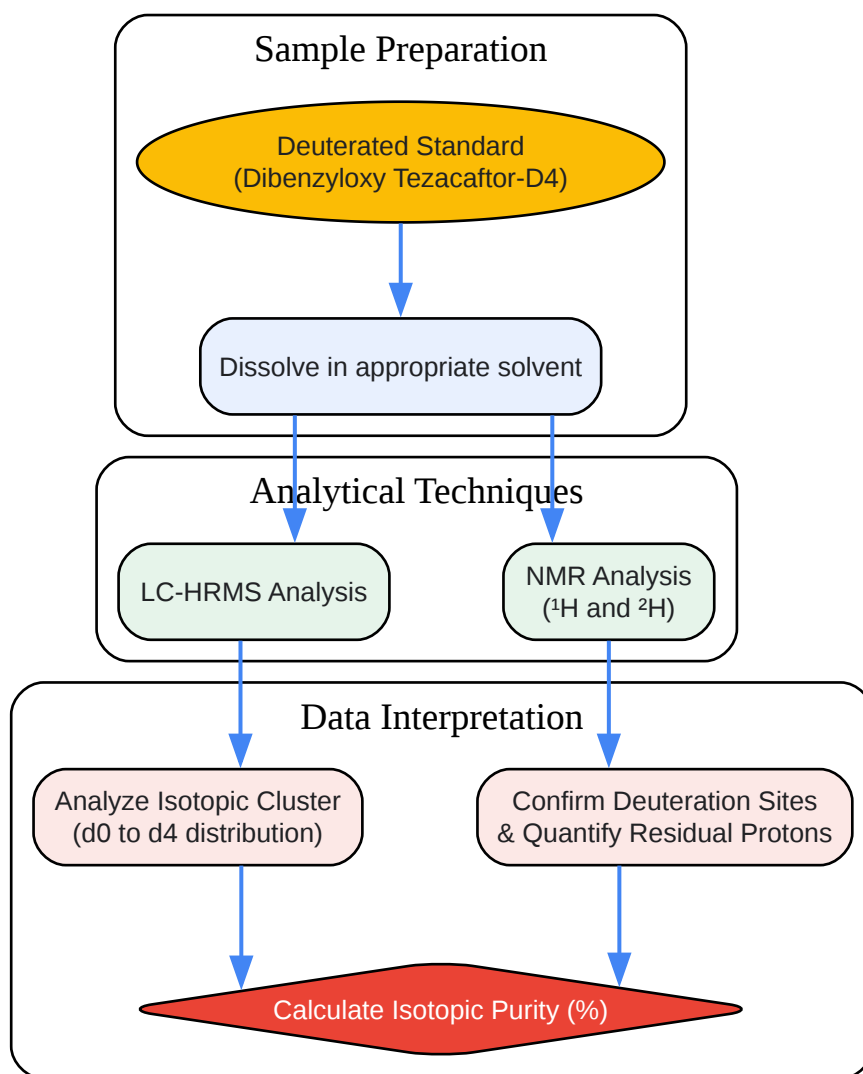 Sample Preparation
Deuterated Standard
(Dibenzyloxy Tezacaftor-D4)
Dissolve in appropriate solvent
Analytical Techniques
LC-HRMS Analysis
NMR Analysis
(¹H and ²H)
Data Interpretation
Analyze Isotopic Cluster
(d0 to d4 distribution)
Confirm Deuteration Sites
& Quantify Residual Protons
Calculate Isotopic Purity (%)